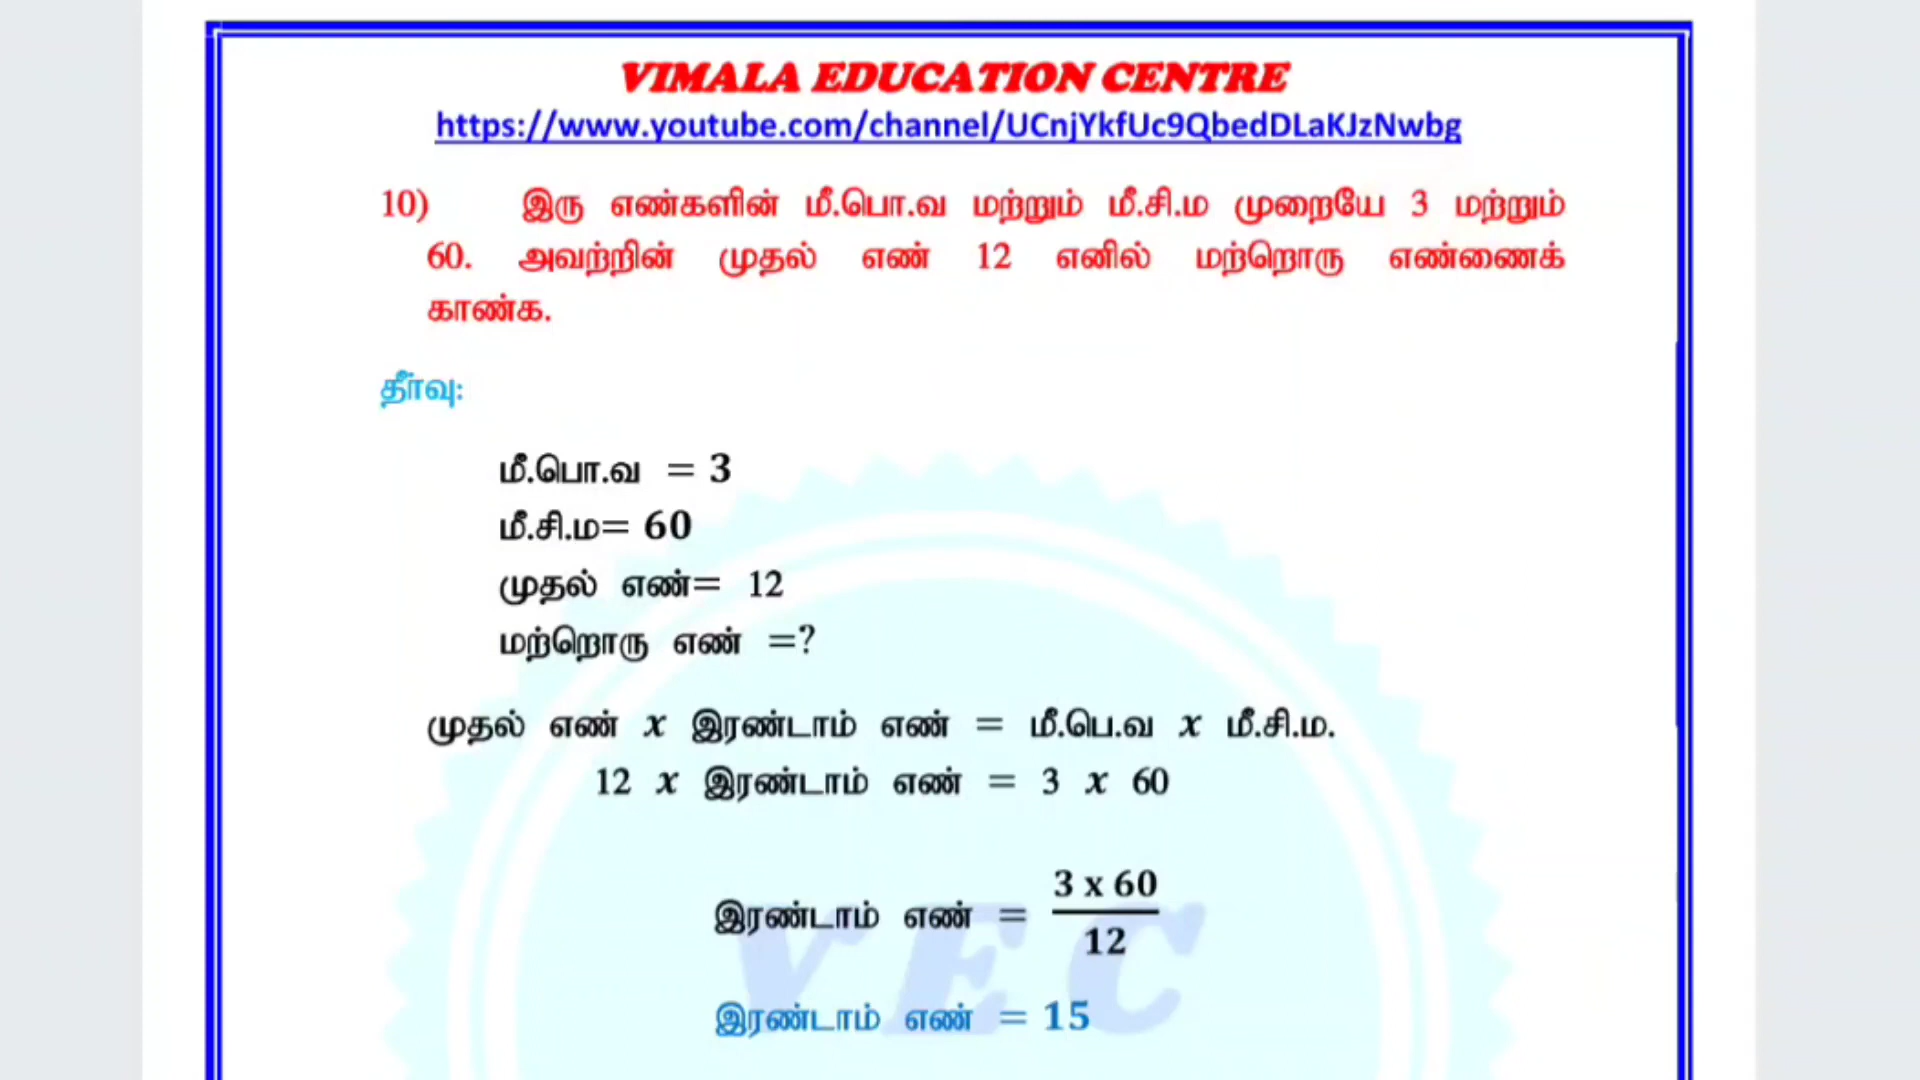 VIMALA EDUCATION CENTRE
https://www.youtube.com/channel/UCnjYkfUc9QbedDLaKJzNwbg
10) இரு எண்களின் மீ.பொ.வ மற்றும் மீ.சி.ம முறையே 3 மற்றும்
60. அவற்றின் முதல் எண் 12 எனில் மற்றொரு எண்ணைக்
காண்க.
தீர்வு:
மீ.பொ.வ = 3
மீ.சி.ம= 60
முதல் எண்= 12
மற்றொரு எண் =?
முதல் எண் x இரண்டாம் எண் = மீ.பெ.வ x மீ.சி.ம.
12 x இரண்டாம் எண் = 3 x 60
3 x 60
இரண்டாம் எண் =
12
இரண்டாம் எண் = 15
VEC